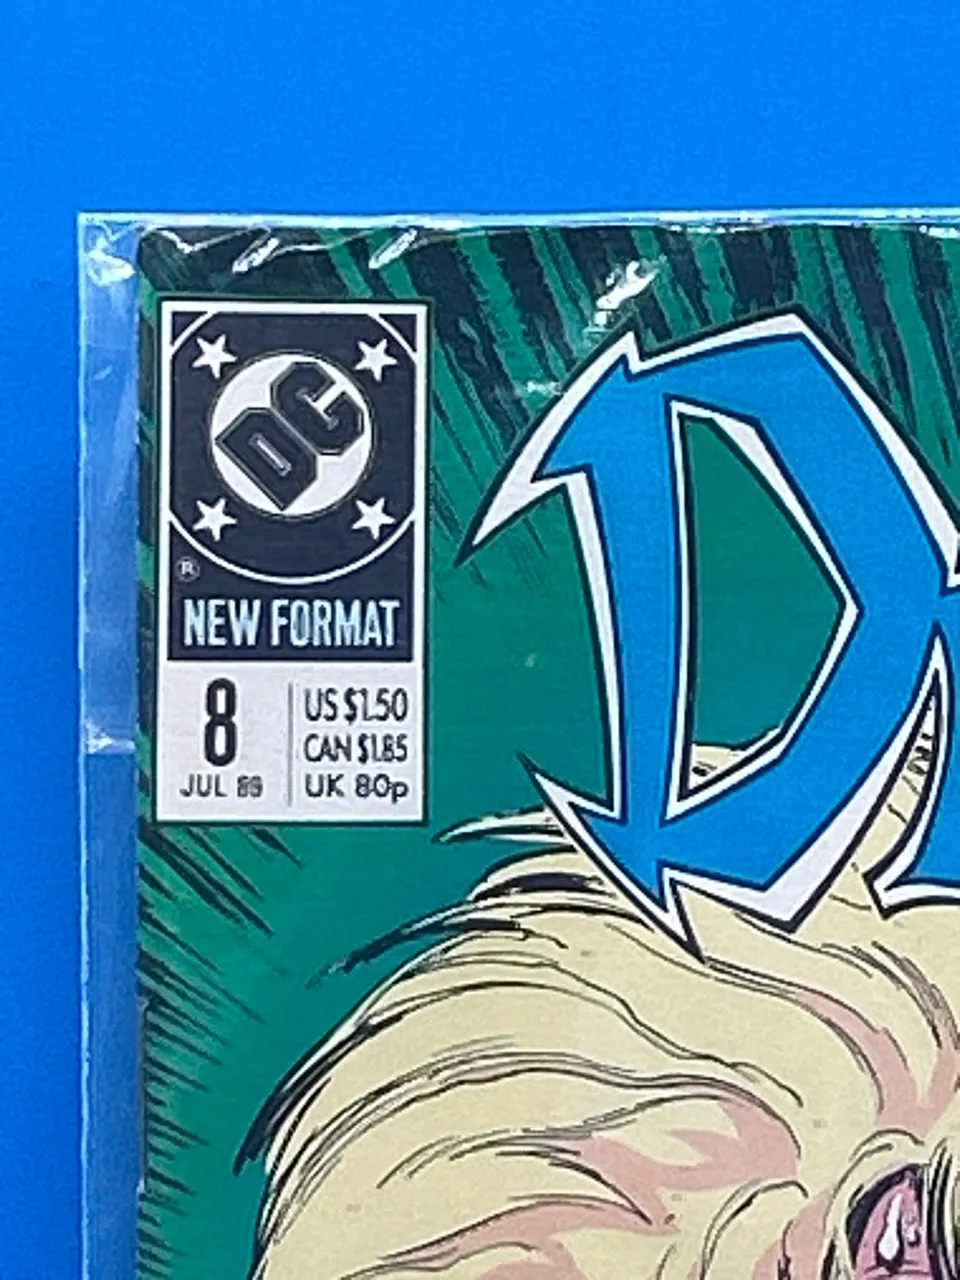 DC
®
NEW FORMAT
8
JUL 89
US $1.50
CAN $1.85
UK 80p
D